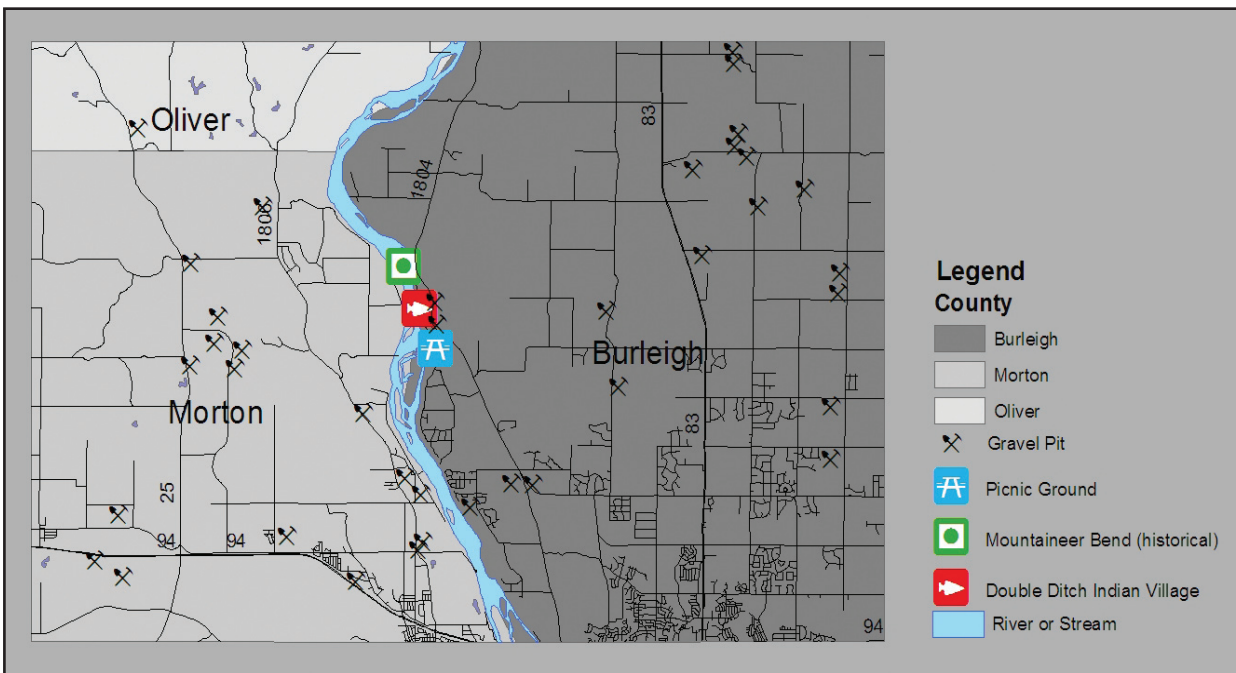 Oliver
83
1804
1806
Burleigh
Morton
83
25
94
94
94
Legend
County
Burleigh
Morton
Oliver
Gravel Pit
Picnic Ground
Mountaineer Bend (historical)
Double Ditch Indian Village
River or Stream